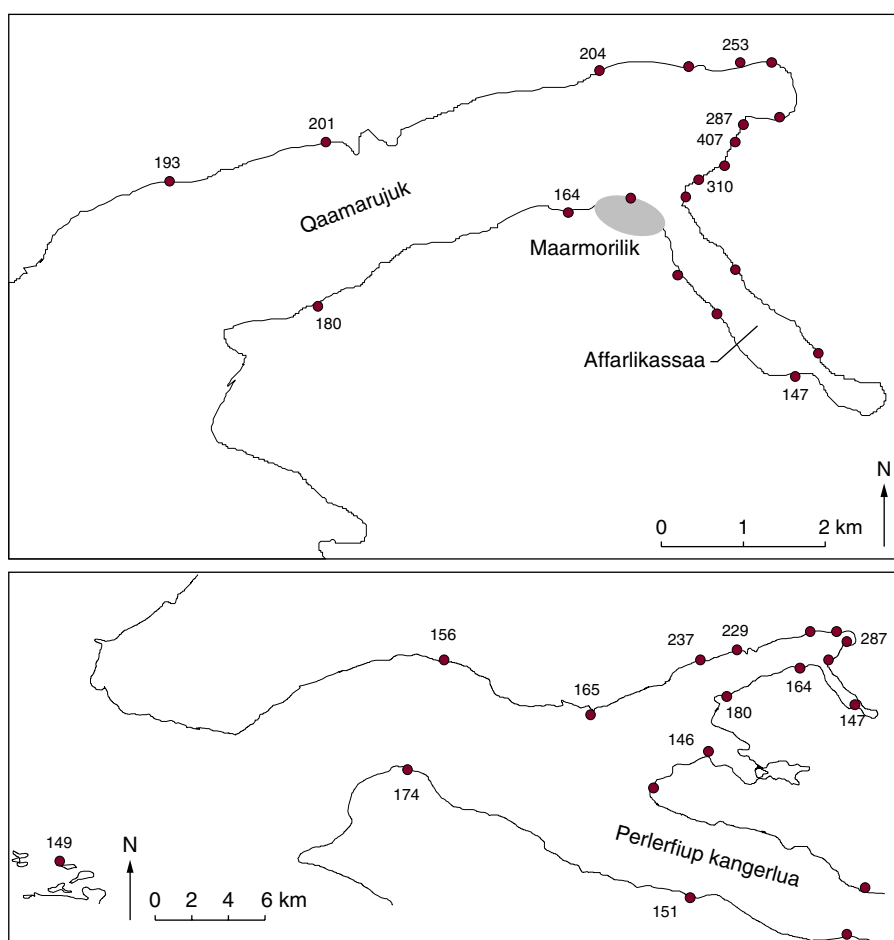 204
253
287
407
201
193
310
164
Qaamarujuk
Maarmorilik
180
Affarlikassaa
147
N
0 1 2 km
156
237
229
287
165
164
180
147
146
174
Perlerfiup kangerlua
149
N
0 2 4 6 km
151